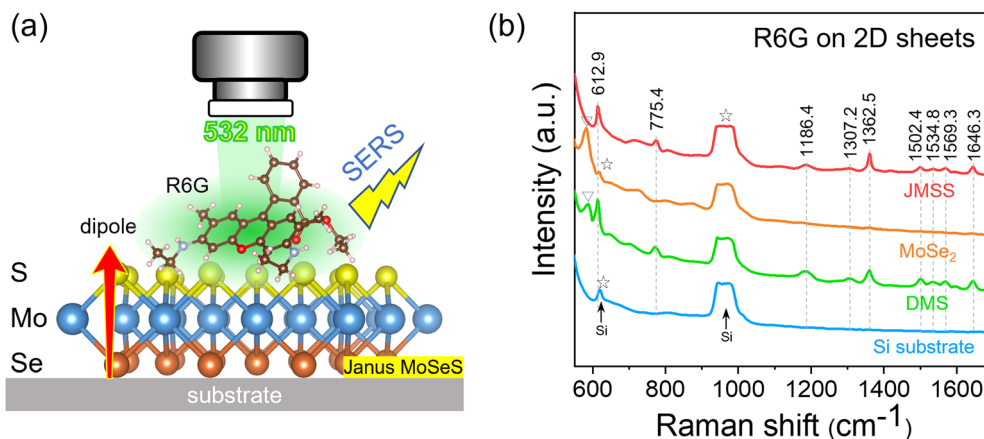 (a)
532 nm
SERS
R6G
dipole
S
Mo
Se
Janus MoSeS
substrate
(b)
R6G on 2D sheets
Intensity (a.u.)
612.9
775.4
1186.4
1307.2
1362.5
1502.4
1534.8
1569.3
1646.3
☆
JMSS
▽
☆
MoSe₂
▽
DMS
☆
Si
Si
Si substrate
600 800 1000 1200 1400 1600
Raman shift (cm⁻¹)